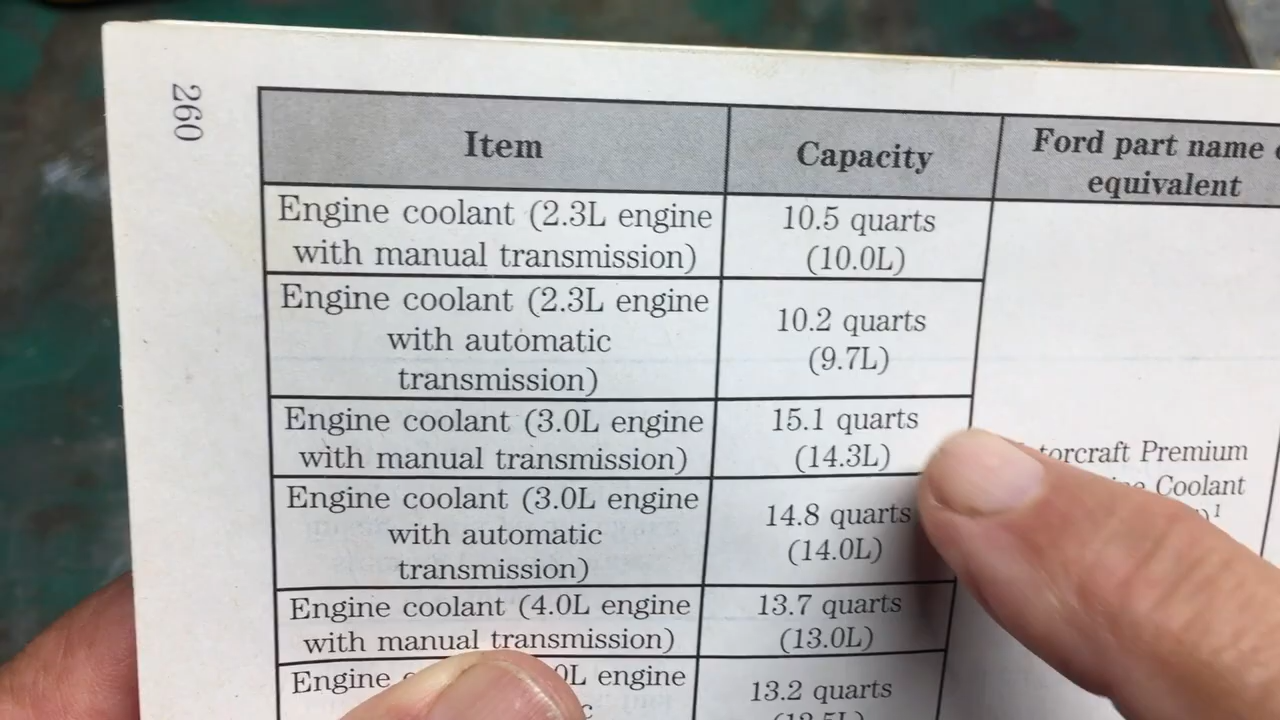 260
Item
Capacity
Ford part name
equivalent
Engine coolant (2.3L engine
with manual transmission)
10.5 quarts
(10.0L)
Engine coolant (2.3L engine
with automatic
transmission)
10.2 quarts
(9.7L)
Engine coolant (3.0L engine
with manual transmission)
15.1 quarts
(14.3L)
Engine coolant (3.0L engine
with automatic
transmission)
14.8 quarts
(14.0L)
Engine coolant (4.0L engine
with manual transmission)
13.7 quarts
(13.0L)
Engine
engine
13.2 quarts
Premium
Coolant